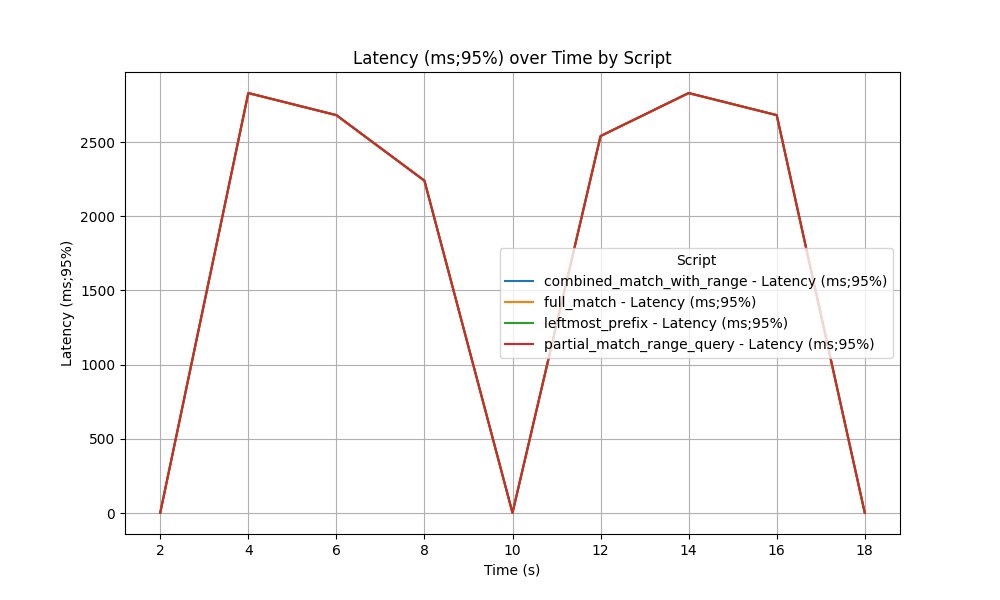 Latency (ms;95%) over Time by Script
Latency (ms;95%)
2500
2000
1500
1000
500
0
Script
combined_match_with_range - Latency (ms;95%)
full_match - Latency (ms;95%)
leftmost_prefix - Latency (ms;95%)
partial_match_range_query - Latency (ms;95%)
2 4 6 8 10 12 14 16 18
Time (s)